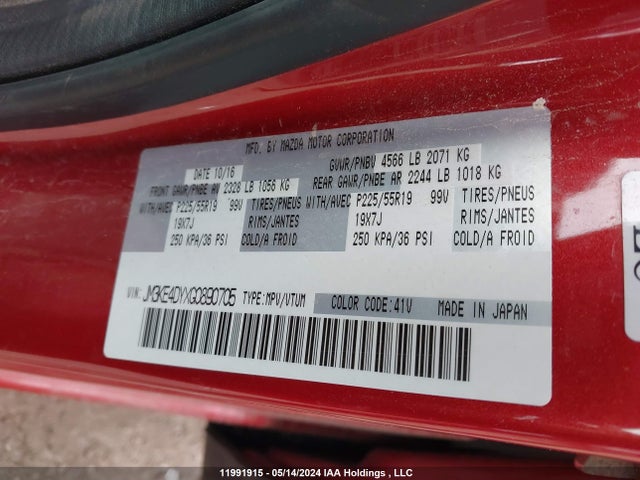 MFD. BY MAZDA MOTOR CORPORATION
DATE 10/16
GVWR/PNBV 4566 LB 2071 KG
FRONT GAWR/PNBE AV 2328 LB 1056 KG
REAR GAWR/PNBE AR 2244 LB 1018 KG
WITH/AVEC P225/55R19 99V TIRES/PNEUS
19X7J RIMS/JANTES
250 KPA/36 PSI COLD/A FROID
WITH/AVEC P225/55R19 99V TIRES/PNEUS
19X7J RIMS/JANTES
250 KPA/36 PSI COLD/A FROID
VIN: JM3KE4DYXG0890705 TYPE:MPV/VTUM COLOR CODE:41V MADE IN JAPAN
11991915 - 05/14/2024 IAA Holdings , LLC